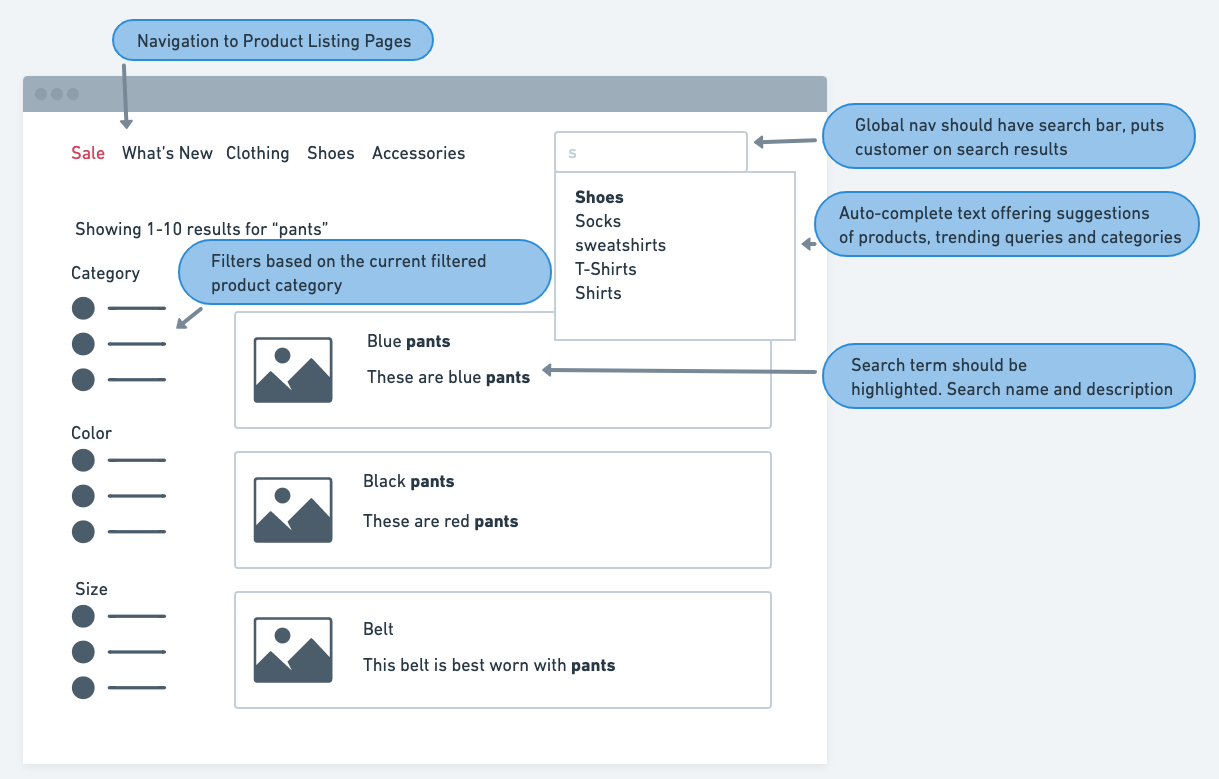 Navigation to Product Listing Pages
Sale What's New Clothing Shoes Accessories
s
Global nav should have search bar, puts
customer on search results
Shoes
Socks
sweatshirts
T-Shirts
Shirts
Auto-complete text offering suggestions
of products, trending queries and categories
Showing 1-10 results for “pants”
Filters based on the current filtered
product category
Category
Color
Size
Blue pants
These are blue pants
Search term should be
highlighted. Search name and description
Black pants
These are red pants
Belt
This belt is best worn with pants